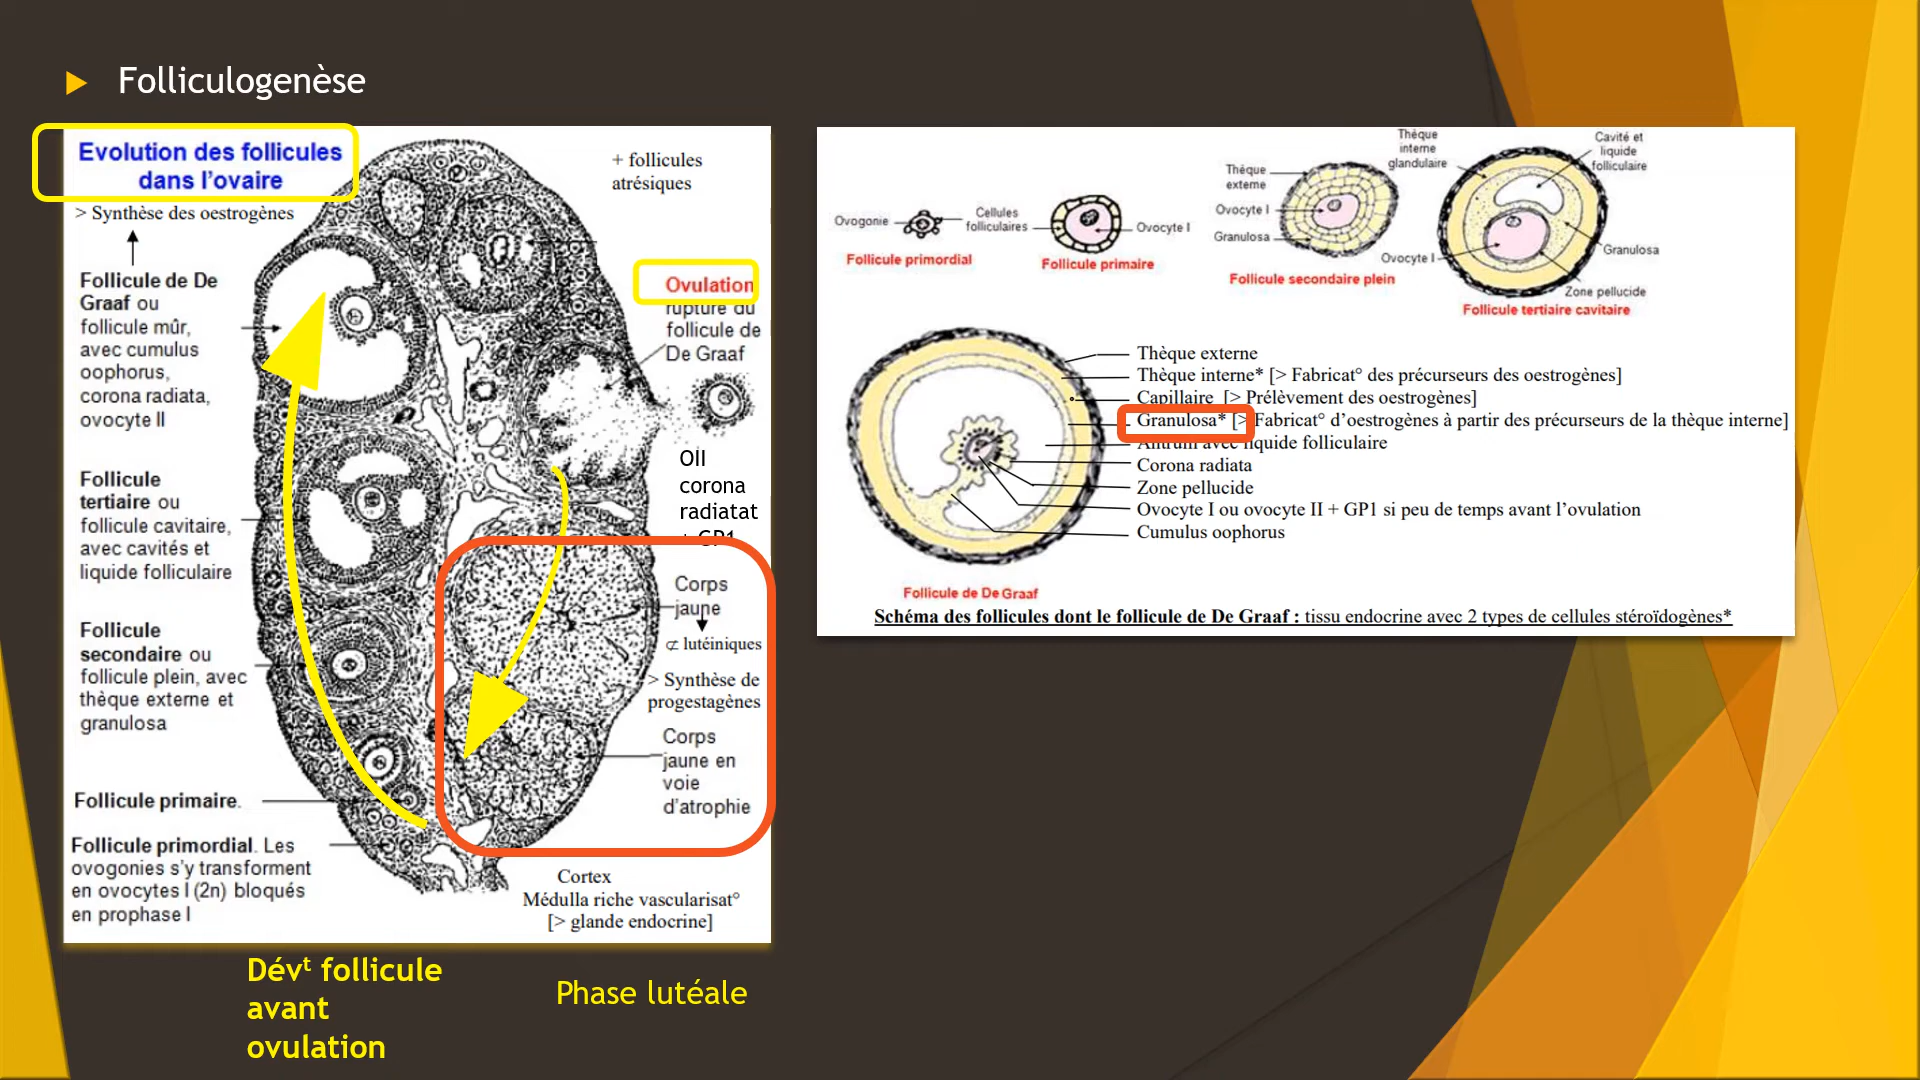 Folliculogenèse
Evolution des follicules
dans l'ovaire
> Synthèse des oestrogènes
Follicule de De
Graaf ou
follicule mûr,
avec cumulus
oophorus,
corona radiata,
ovocyte II
Follicule
tertiaire ou
follicule cavitaire,
avec cavités et
liquide folliculaire
Follicule
secondaire ou
follicule plein, avec
thèque externe et
granulosa
Follicule primaire.
Follicule primordial. Les
ovogonies s'y transforment
en ovocytes I (2n) bloqués
en prophase I
+ follicules
atrésiques
Ovulation
rupture du
follicule de
De Graaf
OII
corona
radiatat
+ GP1
Corps
jaune
⊄ lutéiniques
> Synthèse de
progestagènes
Corps
jaune en
voie
d'atrophie
Cortex
Médulla riche vascularisat°
[> glande endocrine]
Dévᵗ follicule
avant
ovulation
Phase lutéale
Ovogonie
Cellules
folliculaires
Follicule primordial
Ovocyte I
Follicule primaire
Thèque
externe
Ovocyte I
Granulosa
Follicule secondaire plein
Thèque
interne
glandulaire
Cavité et
liquide
folliculaire
Ovocyte I
Granulosa
Zone pellucide
Follicule tertiaire cavitaire
Thèque externe
Thèque interne* [> Fabricat° des précurseurs des oestrogènes]
Capillaire [> Prélèvement des oestrogènes]
Granulosa* [> Fabricat° d'oestrogènes à partir des précurseurs de la thèque interne]
Antrum avec liquide folliculaire
Corona radiata
Zone pellucide
Ovocyte I ou ovocyte II + GP1 si peu de temps avant l'ovulation
Cumulus oophorus
Follicule de De Graaf
Schéma des follicules dont le follicule de De Graaf : tissu endocrine avec 2 types de cellules stéroïdogènes*